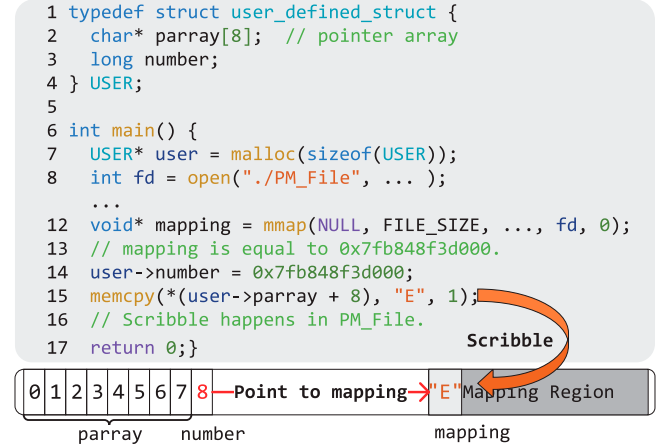 1 typedef struct user_defined_struct {
2 char* parray[8]; // pointer array
3 long number;
4 } USER;
5
6 int main() {
7 USER* user = malloc(sizeof(USER));
8 int fd = open("./PM_File", ... );
...
12 void* mapping = mmap(NULL, FILE_SIZE, ..., fd, 0);
13 // mapping is equal to 0x7fb848f3d000.
14 user->number = 0x7fb848f3d000;
15 memcpy(*(user->parray + 8), "E", 1);
16 // Scribble happens in PM_File.
17 return 0;}
Scribble
0 1 2 3 4 5 6 7 8 Point to mapping "E" Mapping Region
parray number mapping